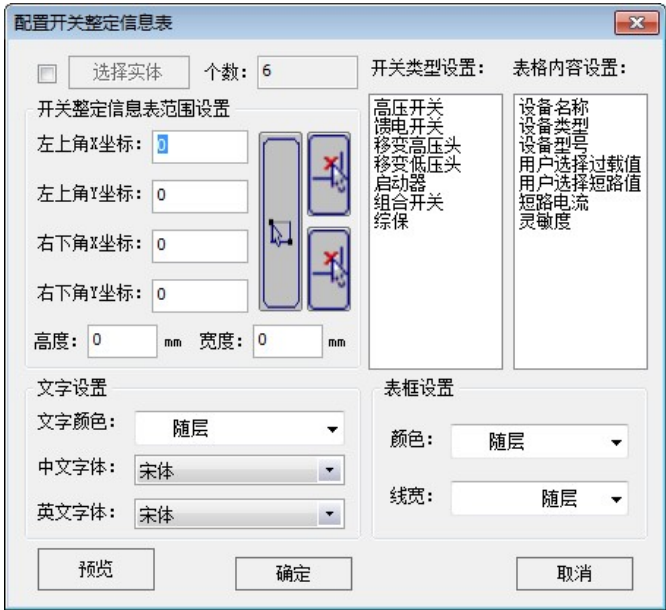 配置开关整定信息表
选择实体 个数： 6
开关整定信息表范围设置
左上角X坐标： 0
左上角Y坐标： 0
右下角X坐标： 0
右下角Y坐标： 0
高度： 0 mm 宽度： 0 mm
开关类型设置：
高压开关
馈电开关
移变高压头
移变低压头
启动器
组合开关
综保
表格内容设置：
设备名称
设备类型
设备型号
用户选择过载值
用户选择短路值
短路电流
灵敏度
文字设置
文字颜色： 随层
中文字体： 宋体
英文字体： 宋体
表框设置
颜色： 随层
线宽： 随层
预览 确定 取消